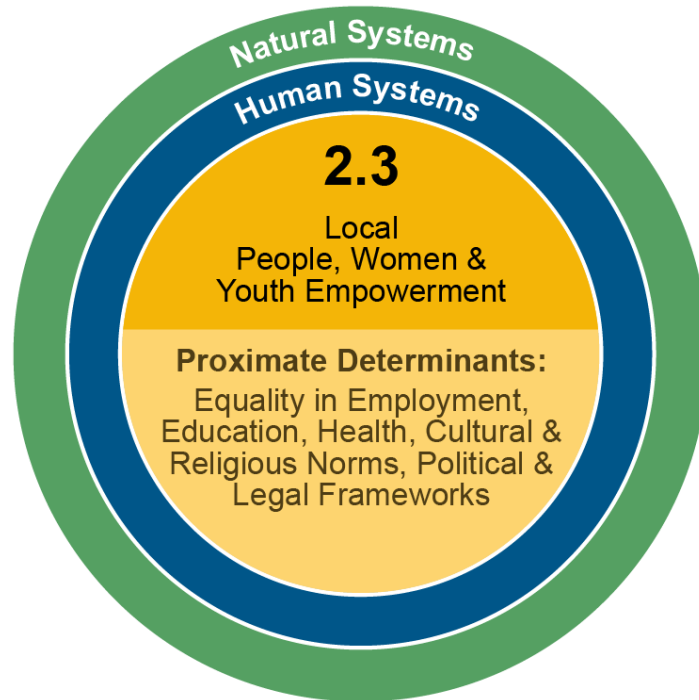 Natural Systems
Human Systems
2.3
Local
People, Women &
Youth Empowerment
Proximate Determinants:
Equality in Employment,
Education, Health, Cultural &
Religious Norms, Political &
Legal Frameworks